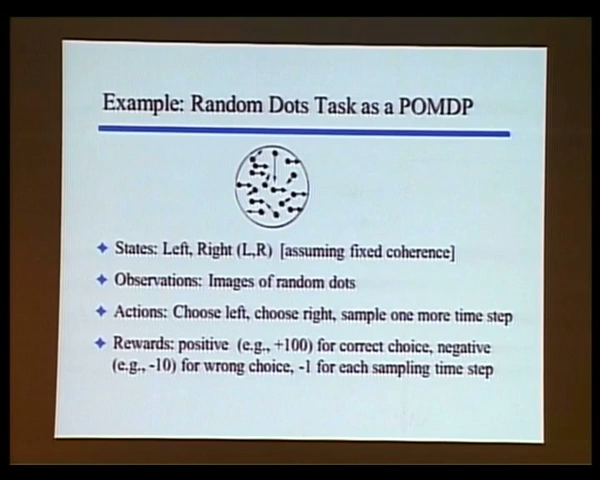 Example: Random Dots Task as a POMDP
States: Left, Right (L,R) [assuming fixed coherence]
Observations: Images of random dots
Actions: Choose left, choose right, sample one more time step
Rewards: positive (e.g., +100) for correct choice, negative
(e.g., -10) for wrong choice, -1 for each sampling time step